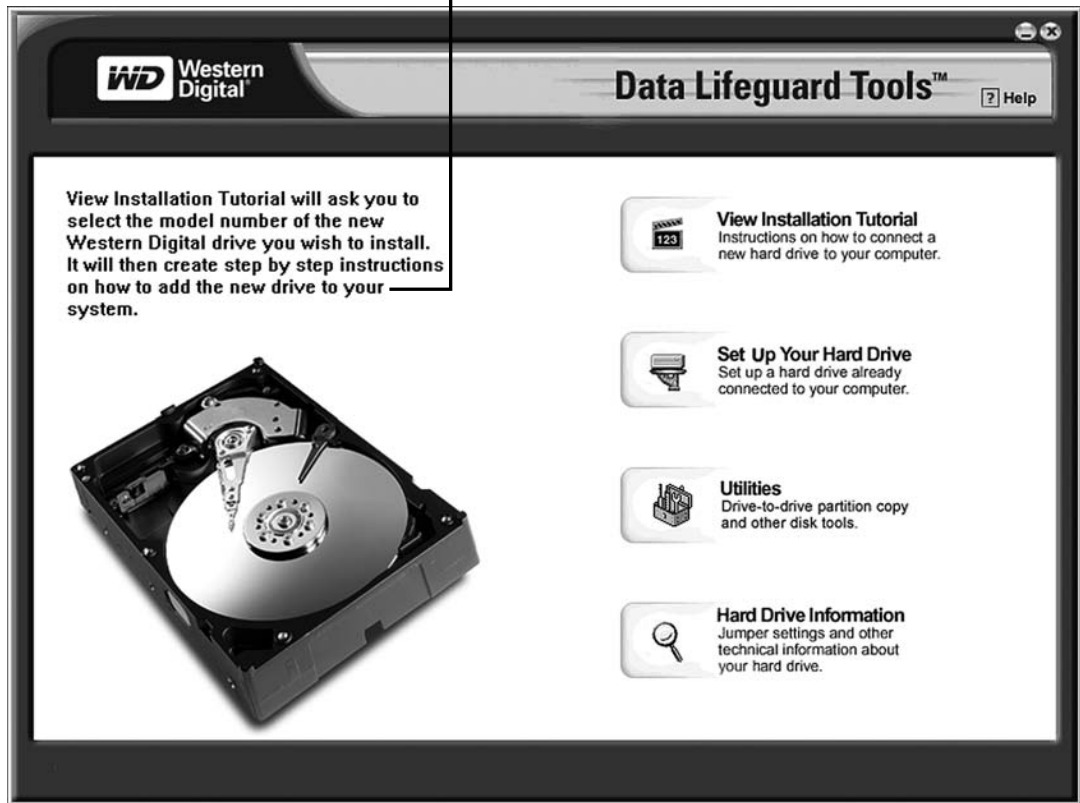 WD Western
Digital®
Data Lifeguard Tools™
? Help
View Installation Tutorial will ask you to
select the model number of the new
Western Digital drive you wish to install.
It will then create step by step instructions
on how to add the new drive to your
system.
123
View Installation Tutorial
Instructions on how to connect a
new hard drive to your computer.
Set Up Your Hard Drive
Set up a hard drive already
connected to your computer.
Utilities
Drive-to-drive partition copy
and other disk tools.
Hard Drive Information
Jumper settings and other
technical information about
your hard drive.